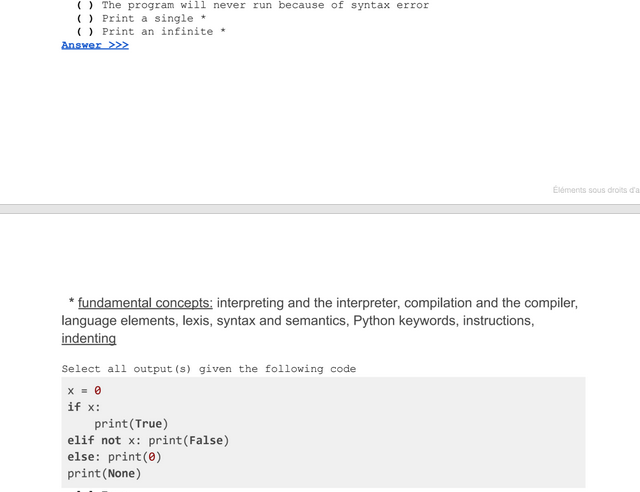 ( ) The program will never run because of syntax error
( ) Print a single *
( ) Print an infinite *
Answer >>>
Éléments sous droits d'a
* fundamental concepts: interpreting and the interpreter, compilation and the compiler,
language elements, lexis, syntax and semantics, Python keywords, instructions,
indenting
Select all output(s) given the following code
x = 0
if x:
    print(True)
elif not x: print(False)
else: print(0)
print(None)